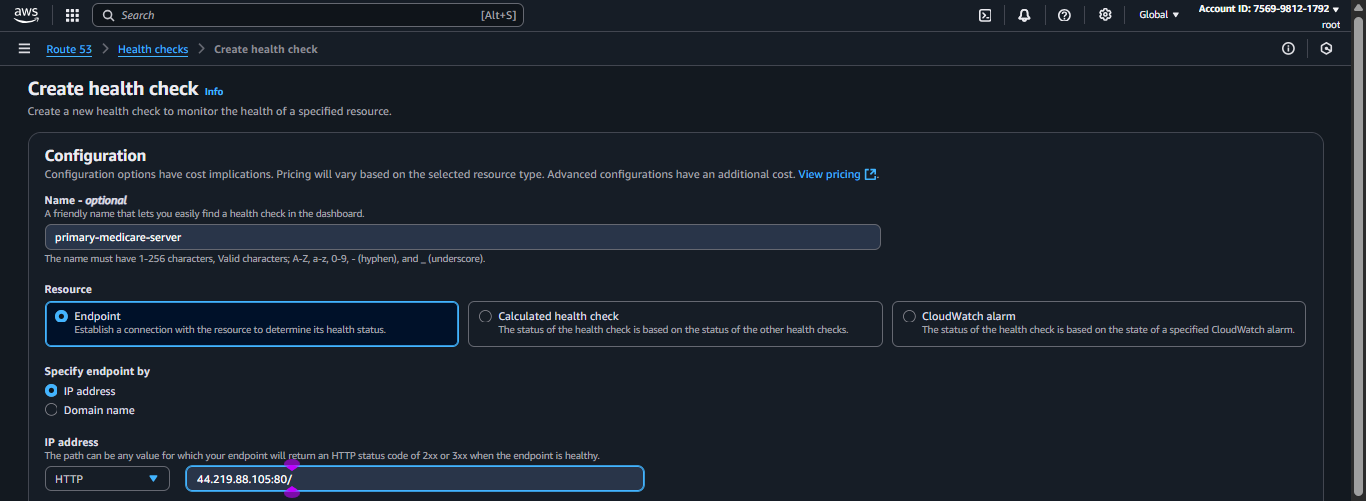 aws Search [Alt+S] Global Account ID: 7569-9812-1792
root
Route 53 Health checks Create health check
Create health check Info
Create a new health check to monitor the health of a specified resource.
Configuration
Configuration options have cost implications. Pricing will vary based on the selected resource type. Advanced configurations have an additional cost. View pricing.
Name - optional
A friendly name that lets you easily find a health check in the dashboard.
primary-medicare-server
The name must have 1-256 characters, Valid characters; A-Z, a-z, 0-9, - (hyphen), and _ (underscore).
Resource
Endpoint
Establish a connection with the resource to determine its health status.
Calculated health check
The status of the health check is based on the status of the other health checks.
CloudWatch alarm
The status of the health check is based on the state of a specified CloudWatch alarm.
Specify endpoint by
IP address
Domain name
IP address
The path can be any value for which your endpoint will return an HTTP status code of 2xx or 3xx when the endpoint is healthy.
HTTP 44.219.88.105:80/